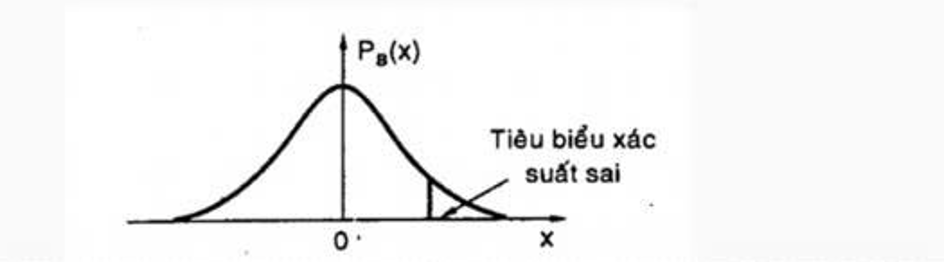 P_B(x)
Tiêu biểu xác
suất sai
0
x